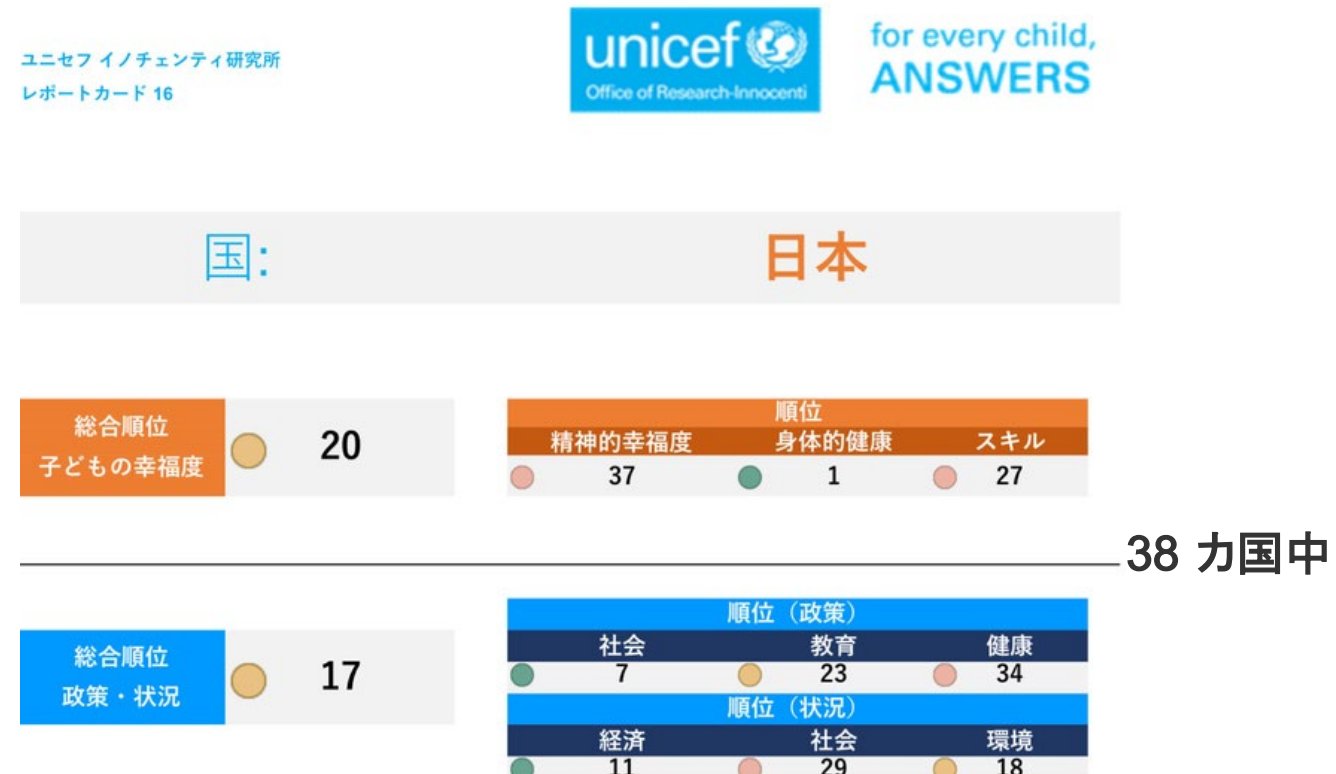 ユニセフ イノチェンティ研究所
レポートカード 16
unicef
Office of Research-Innocenti
for every child,
ANSWERS
国:
日本
総合順位
子どもの幸福度
20
順位
精神的幸福度 身体的健康 スキル
37 1 27
38 カ国中
総合順位
政策・状況
17
順位（政策）
社会 教育 健康
7 23 34
順位（状況）
経済 社会 環境
11 29 18